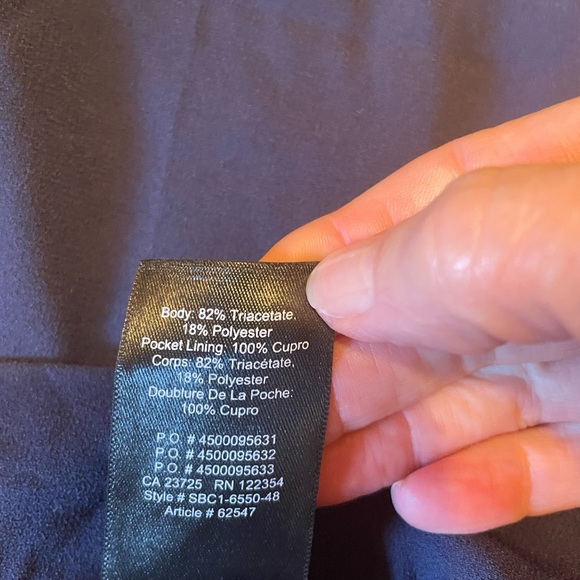 Body: 82% Triacetate,
18% Polyester
Pocket Lining: 100% Cupro
Corps: 82% Triacétate,
18% Polyester
Doublure De La Poche:
100% Cupro
P.O. # 4500095631
P.O. # 4500095632
P.O. # 4500095633
CA 23725 RN 122354
Style # SBC1-6550-48
Article # 62547